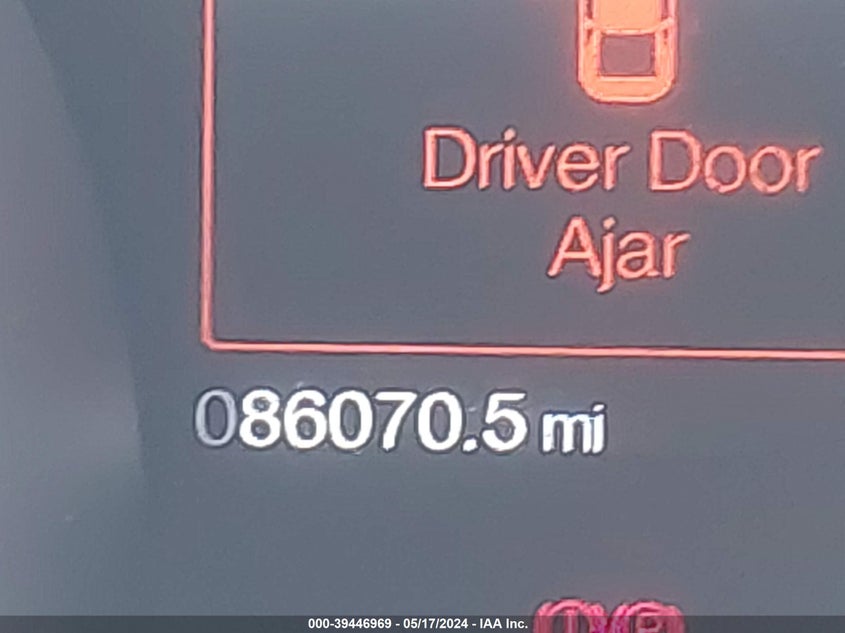 Driver Door
Ajar
086070.5 mi
000-39446969 - 05/17/2024 - IAA Inc.